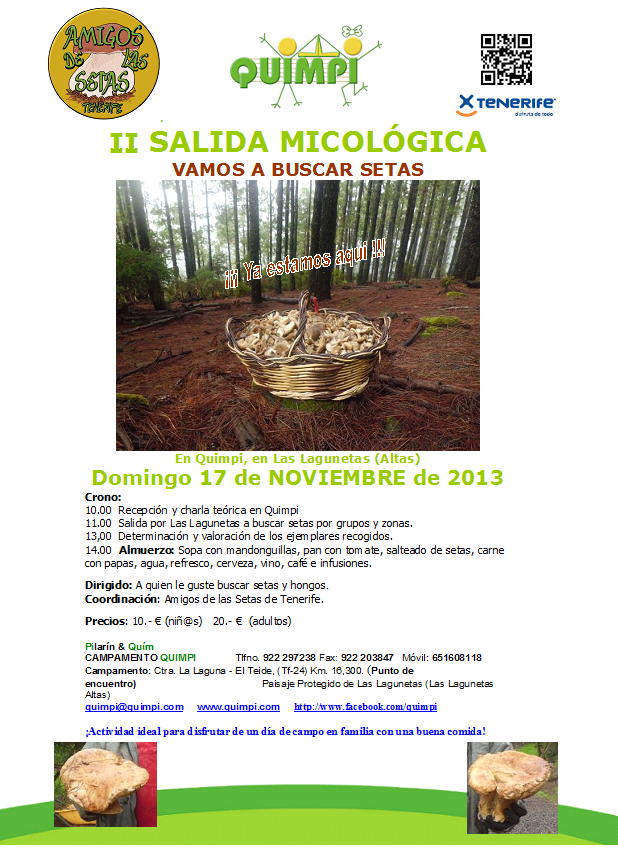 AMIGOS
DE LAS
SETAS
TENERIFE
QUIMPI
TENERIFE
disfruta de todo
II SALIDA MICOLÓGICA
VAMOS A BUSCAR SETAS
¡¡¡ Ya estamos aqui !!!
En Quimpi, en Las Lagunetas (Altas)
Domingo 17 de NOVIEMBRE de 2013
Crono:
10.00 Recepción y charla teórica en Quimpi
11.00 Salida por Las Lagunetas a buscar setas por grupos y zonas.
13,00 Determinación y valoración de los ejemplares recogidos.
14.00 Almuerzo: Sopa con mandonguillas, pan con tomate, salteado de setas, carne
con papas, agua, refresco, cerveza, vino, café e infusiones.
Dirigido: A quien le guste buscar setas y hongos.
Coordinación: Amigos de las Setas de Tenerife.
Precios: 10.- € (niñ@s) 20.- € (adultos)
Pilarín & Quím
CAMPAMENTO QUIMPI Tlfno. 922 297238 Fax: 922 203847 Móvil: 651608118
Campamento: Ctra. La Laguna - El Teide, (Tf-24) Km. 16,300. (Punto de
encuentro) Paisaje Protegido de Las Lagunetas (Las Lagunetas
Altas)
quimpi@quimpi.com www.quimpi.com http://www.facebook.com/quimpi
¡Actividad ideal para disfrutar de un día de campo en familia con una buena comida!